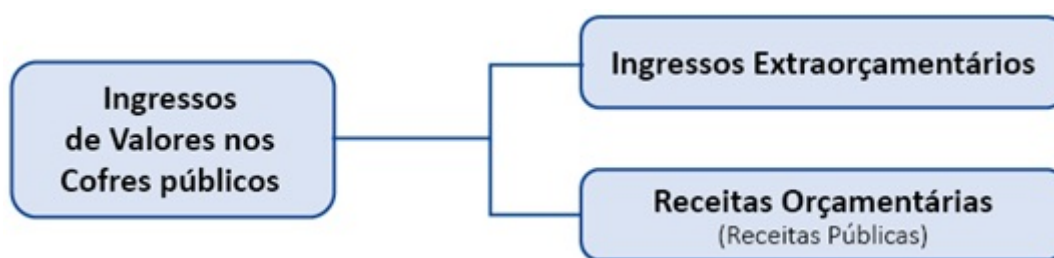 Ingressos
de Valores nos
Cofres públicos
Ingressos Extraorçamentários
Receitas Orçamentárias
(Receitas Públicas)